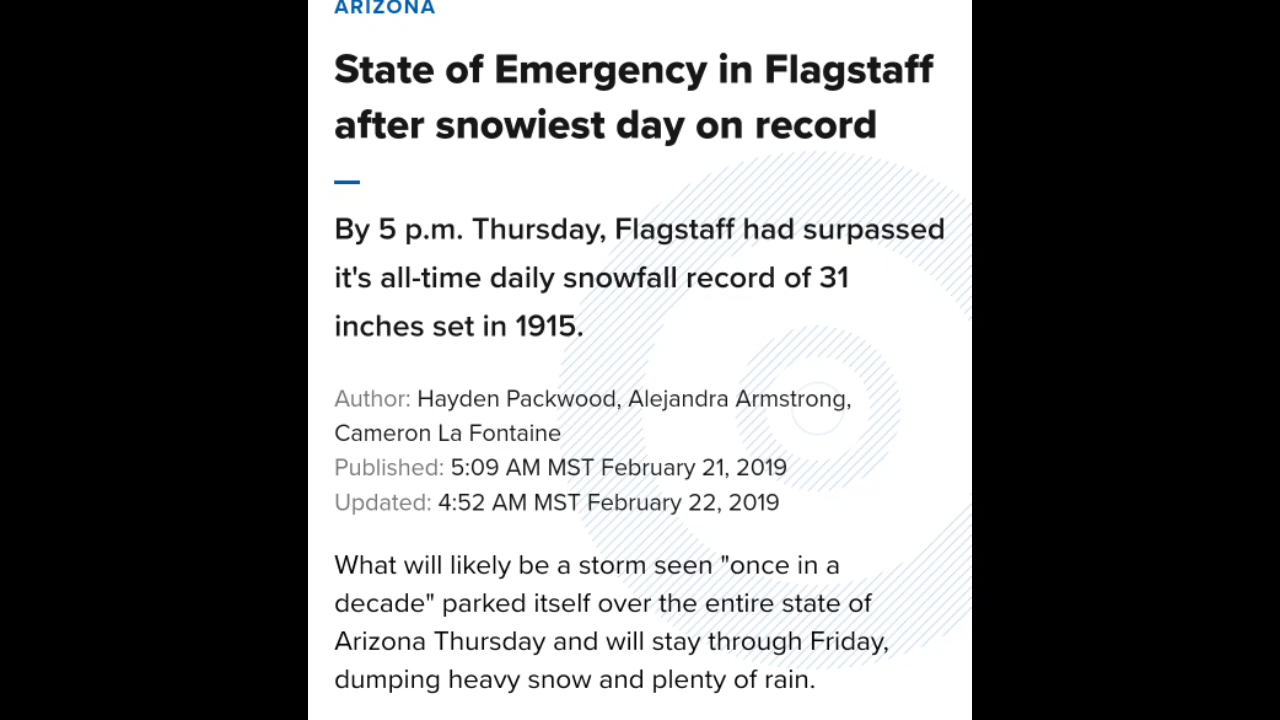 ARIZONA
State of Emergency in Flagstaff
after snowiest day on record
By 5 p.m. Thursday, Flagstaff had surpassed
it's all-time daily snowfall record of 31
inches set in 1915.
Author: Hayden Packwood, Alejandra Armstrong,
Cameron La Fontaine
Published: 5:09 AM MST February 21, 2019
Updated: 4:52 AM MST February 22, 2019
What will likely be a storm seen "once in a
decade" parked itself over the entire state of
Arizona Thursday and will stay through Friday,
dumping heavy snow and plenty of rain.